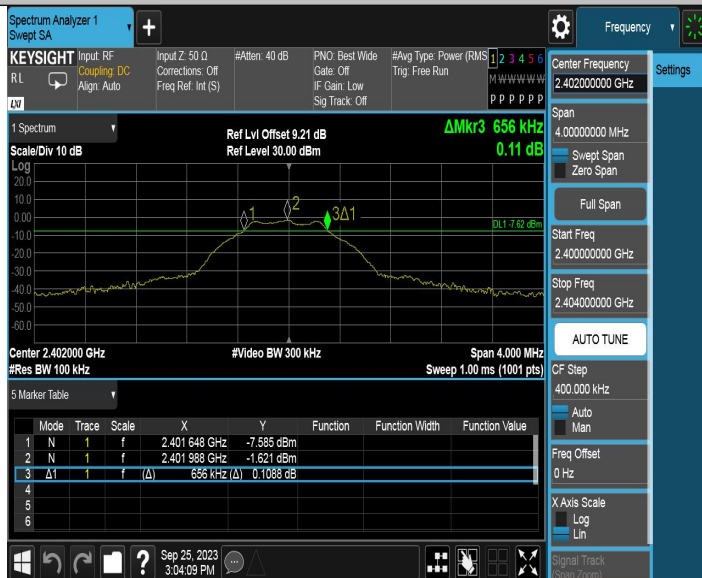 Spectrum Analyzer 1
Swept SA
+
Frequency
KEYSIGHT
RL
LXI
Input: RF
Coupling: DC
Align: Auto
Input Z: 50 Ω
Corrections: Off
Freq Ref: Int (S)
#Atten: 40 dB
PNO: Best Wide
Gate: Off
IF Gain: Low
Sig Track: Off
#Avg Type: Power (RMS
Trig: Free Run
1 2 3 4 5 6
M W W W W W
P P P P P P
1 Spectrum
Scale/Div 10 dB
Ref Lvl Offset 9.21 dB
Ref Level 30.00 dBm
ΔMkr3 656 kHz
0.11 dB
Log
20.0
10.0
0.00
-10.0
-20.0
-30.0
-40.0
-50.0
-60.0
1
2
3Δ1
DL1 -7.62 dBm
Center 2.402000 GHz
#Res BW 100 kHz
#Video BW 300 kHz
Span 4.000 MHz
Sweep 1.00 ms (1001 pts)
5 Marker Table
Mode Trace Scale X Y Function Function Width Function Value
1 N 1 f 2.401 648 GHz -7.585 dBm
2 N 1 f 2.401 988 GHz -1.621 dBm
3 Δ1 1 f (Δ) 656 kHz (Δ) 0.1088 dB
4
5
6
?
Sep 25, 2023
3:04:09 PM
Center Frequency
2.402000000 GHz
Settings
Span
4.00000000 MHz
Swept Span
Zero Span
Full Span
Start Freq
2.400000000 GHz
Stop Freq
2.404000000 GHz
AUTO TUNE
CF Step
400.000 kHz
Auto
Man
Freq Offset
0 Hz
X Axis Scale
Log
Lin
Signal Track
(Span Zoom)